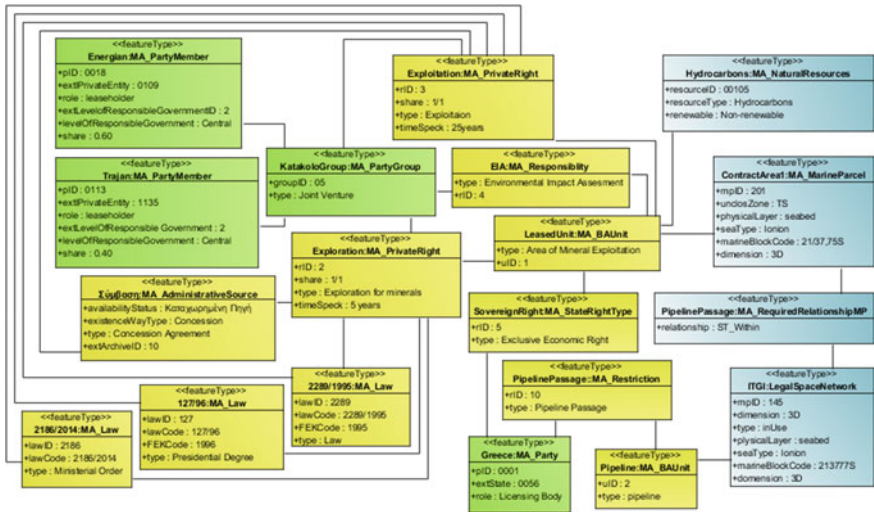 <<featureType>>
Energian:MA_PartyMember
+pID : 0018
+extlPrivateEntity : 0109
+role : leaseholder
+extLevelofResponsibleGovernmentID : 2
+levelOfResponsibleGovernment : Central
+share : 0.60
<<featureType>>
Trajan:MA_PartyMember
+pID : 0113
+extlPrivateEntity : 1135
+role : leaseholder
+extLevelOfResponsible Government : 2
+levelOfResponsible Government : Central
+share : 0.40
<<featureType>>
Σύμβαση:MA_AdministrativeSource
+availabilityStatus : Καταχωρημένη Πηγή
+existenceWayType : Concession
+type : Concession Agreement
+extArchiveID : 10
<<featureType>>
2186/2014:MA_Law
+lawID : 2186
+lawCode : 2186/2014
+type : Ministerial Order
<<featureType>>
127/96:MA_Law
+lawID : 127
+lawCode : 127/96
+FEKCode : 1996
+type : Presidential Degree
<<featureType>>
2289/1995:MA_Law
+lawID : 2289
+lawCode : 2289/1995
+FEKCode : 1995
+type : Law
<<featureType>>
KatakoloGroup:MA_PartyGroup
+groupID : 05
+type : Joint Venture
<<featureType>>
Exploration:MA_PrivateRight
+rID : 2
+share : 1/1
+type : Exploration for minerals
+timeSpeck : 5 years
<<featureType>>
Exploitation:MA_PrivateRight
+rID : 3
+share : 1/1
+type : Exploitaion
+timeSpeck : 25years
<<featureType>>
EIA:MA_Responsiblity
+type : Environmental Impact Assesment
+rID : 4
<<featureType>>
LeasedUnit:MA_BAUnit
+type : Area of Mineral Exploitation
+uID : 1
<<featureType>>
SovereignRight:MA_StateRightType
+rID : 5
+type : Exclusive Economic Right
<<featureType>>
PipelinePassage:MA_Restriction
+rID : 10
+type : Pipeline Passage
<<featureType>>
Greece:MA_Party
+pID : 0001
+extState : 0056
+role : Licensing Body
<<featureType>>
Pipeline:MA_BAUnit
+uID : 2
+type : pipeline
<<featureType>>
Hydrocarbons:MA_NaturalResources
+resourceID : 00105
+resourceType : Hydrocarbons
+renewable : Non-renewable
<<featureType>>
ContractArea1:MA_MarineParcel
+mpID : 201
+unclosZone : TS
+physicalLayer : seabed
+seaType : Ionion
+marineBlockCode : 21/37,75S
+dimension : 3D
<<featureType>>
PipelinePassage:MA_RequiredRelationshipMP
+relationship : ST_Within
<<featureType>>
ITGI:LegalSpaceNetwork
+mpID : 145
+dimension : 3D
+type : inUse
+pysicalLayer : seabed
+seaType : Ionion
+marineBlockCode : 213777S
+domension : 3D